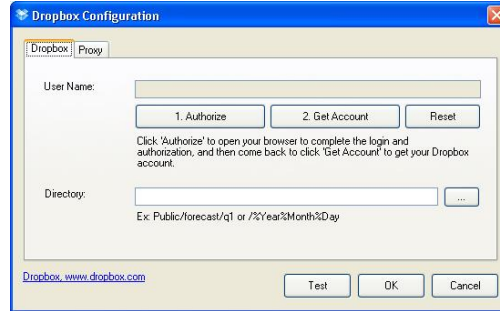 Dropbox Configuration
Dropbox Proxy
User Name:
1. Authorize 2. Get Account Reset
Click 'Authorize' to open your browser to complete the login and
authorization, and then come back to click 'Get Account' to get your Dropbox
account.
Directory: ...
Ex: Public/forecast/q1 or /%Year%Month%Day
Dropbox, www.dropbox.com
Test OK Cancel